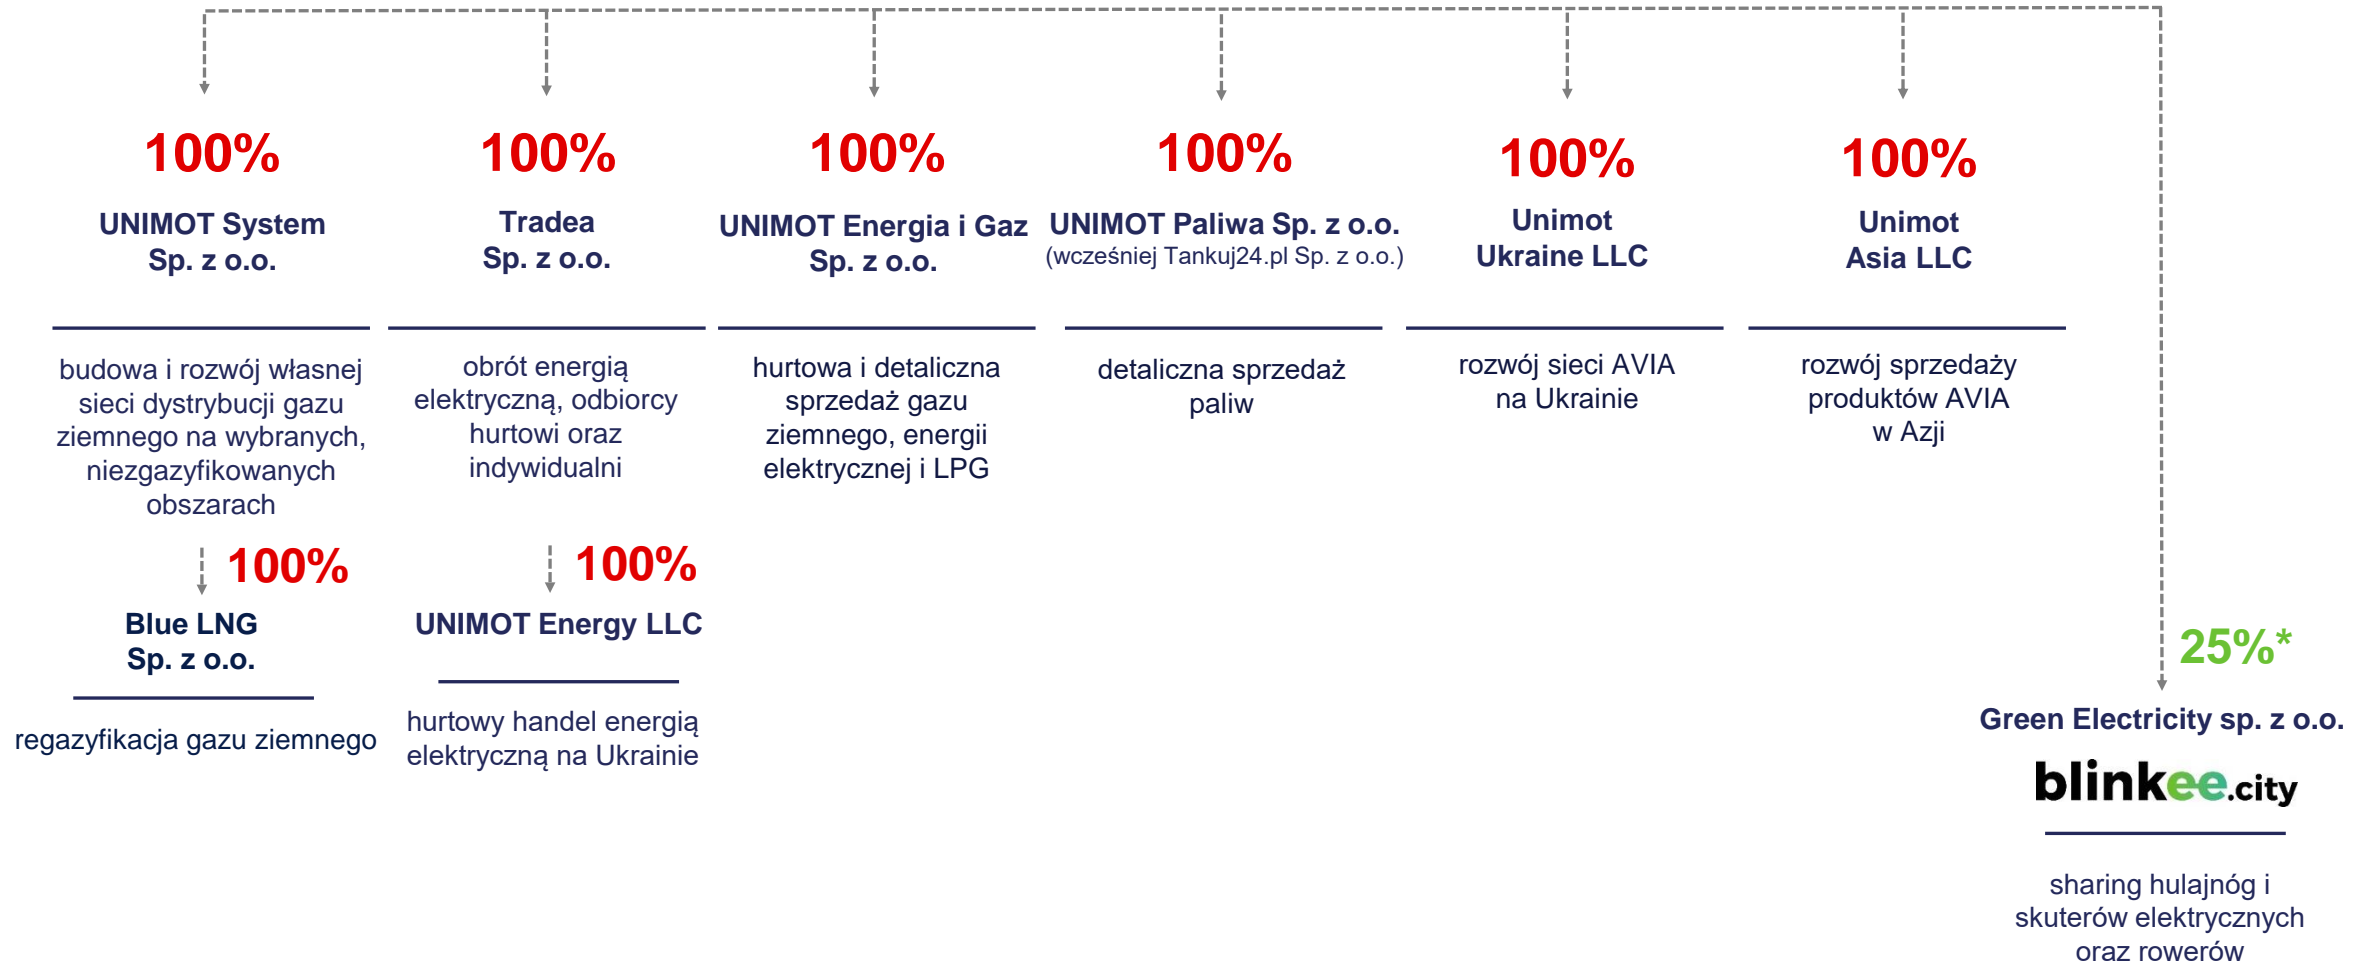 100%
UNIMOT System
Sp. z o.o.
budowa i rozwój własnej
sieci dystrybucji gazu
ziemnego na wybranych,
niezgazyfikowanych
obszarach
100%
Blue LNG
Sp. z o.o.
regazyfikacja gazu ziemnego
100%
Tradea
Sp. z o.o.
obrót energią
elektryczną, odbiorcy
hurtowi oraz
indywidualni
100%
UNIMOT Energy LLC
hurtowy handel energią
elektryczną na Ukrainie
100%
UNIMOT Energia i Gaz
Sp. z o.o.
hurtowa i detaliczna
sprzedaż gazu
ziemnego, energii
elektrycznej i LPG
100%
UNIMOT Paliwa Sp. z o.o.
(wcześniej Tankuj24.pl Sp. z o.o.)
detaliczna sprzedaż
paliw
100%
Unimot
Ukraine LLC
rozwój sieci AVIA
na Ukrainie
100%
Unimot
Asia LLC
rozwój sprzedaży
produktów AVIA
w Azji
25%*
Green Electricity sp. z o.o.
blinkee.city
sharing hulajnóg i
skuterów elektrycznych
oraz rowerów